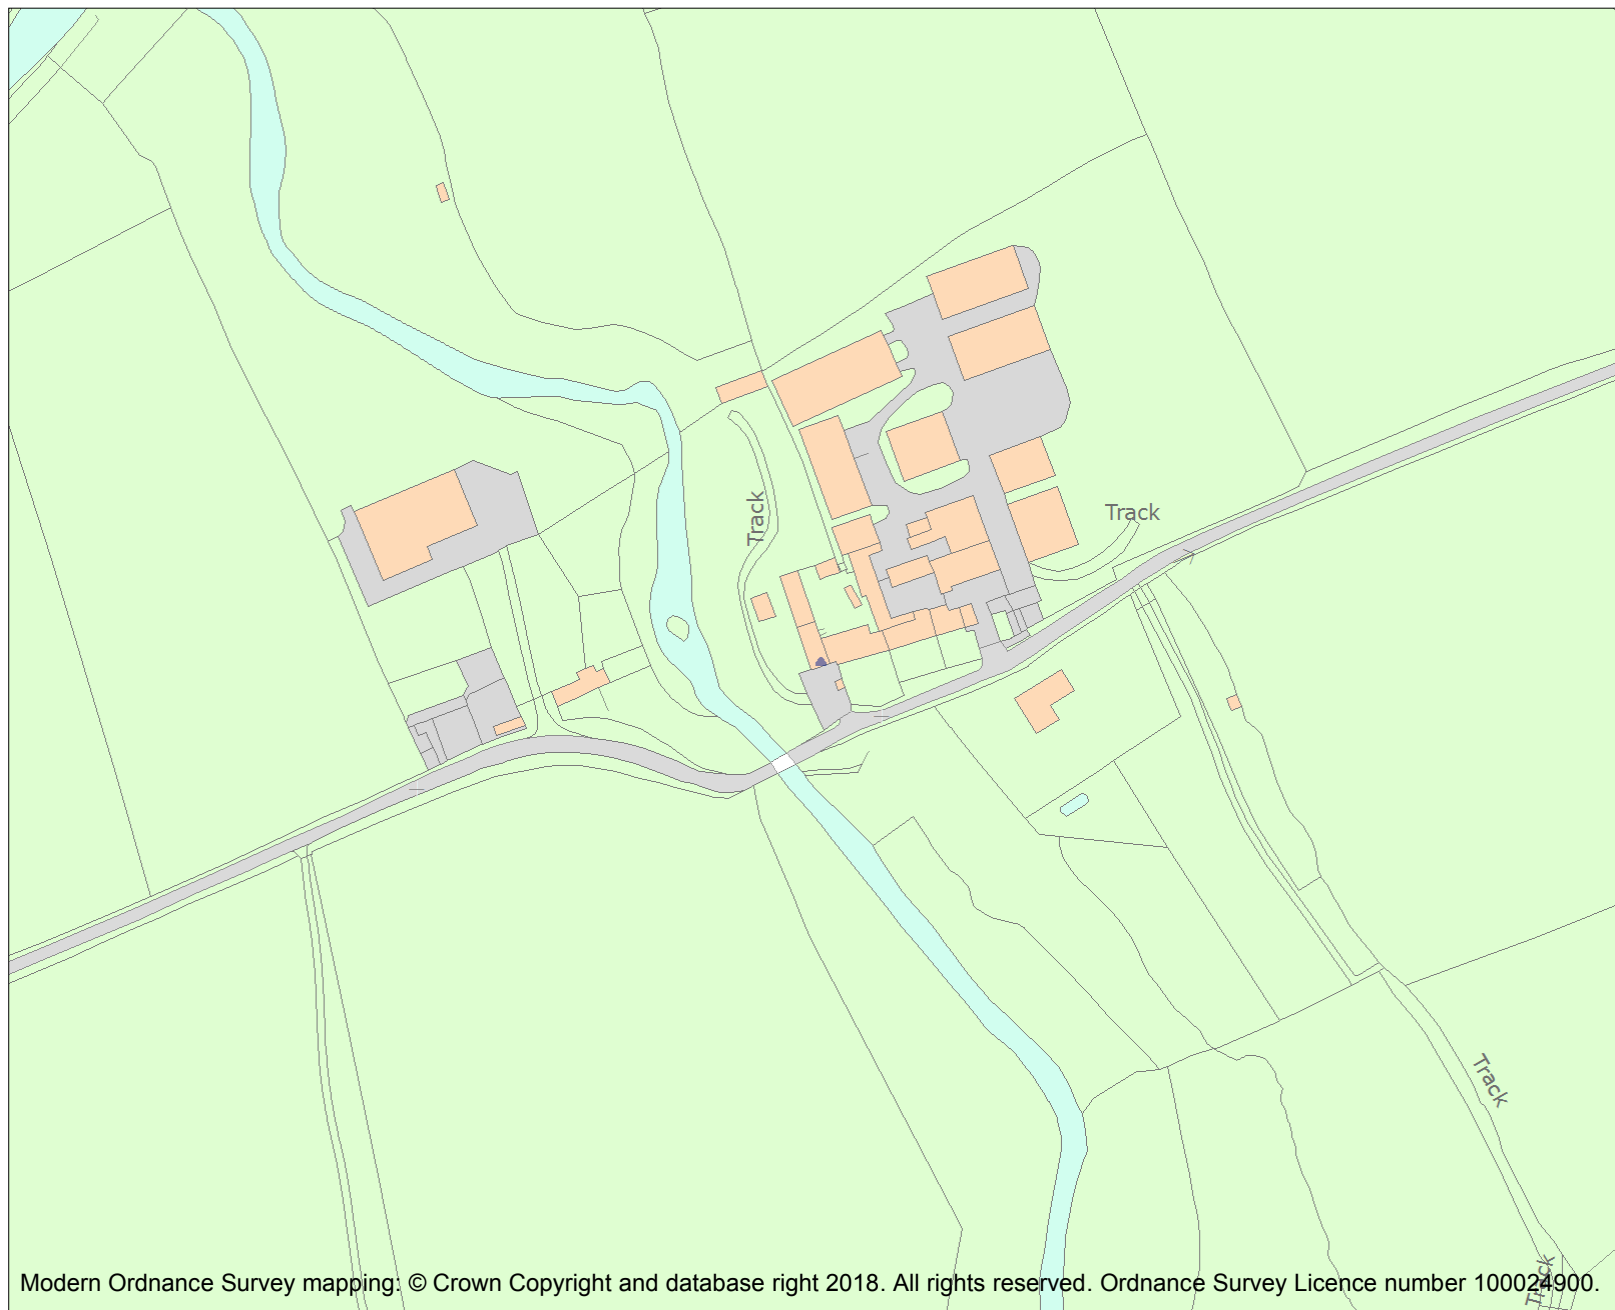 Track
Track
Track
Track
Modern Ordnance Survey mapping: © Crown Copyright and database right 2018. All rights reserved. Ordnance Survey Licence number 100024900.